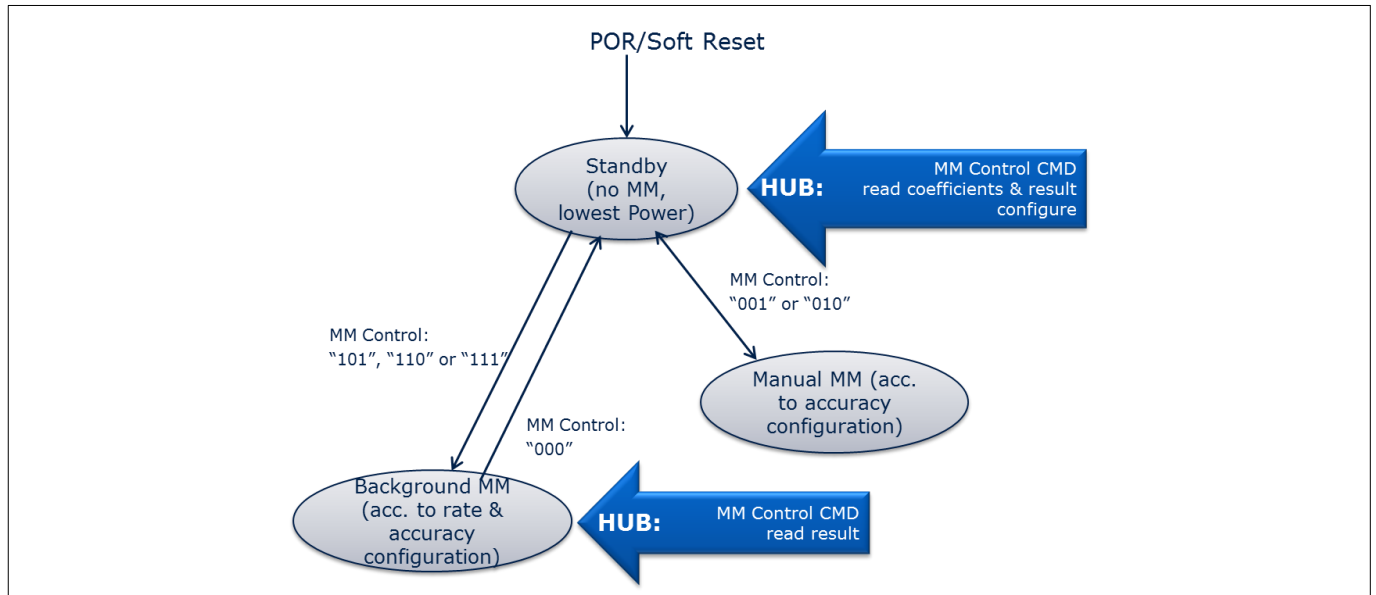 POR/Soft Reset
Standby
(no MM,
lowest Power)
HUB:
MM Control CMD
read coefficients & result
configure
MM Control:
“001” or “010”
MM Control:
“101”, “110” or “111”
Manual MM (acc.
to accuracy
configuration)
MM Control:
“000”
Background MM
(acc. to rate &
accuracy
configuration)
HUB:
MM Control CMD
read result